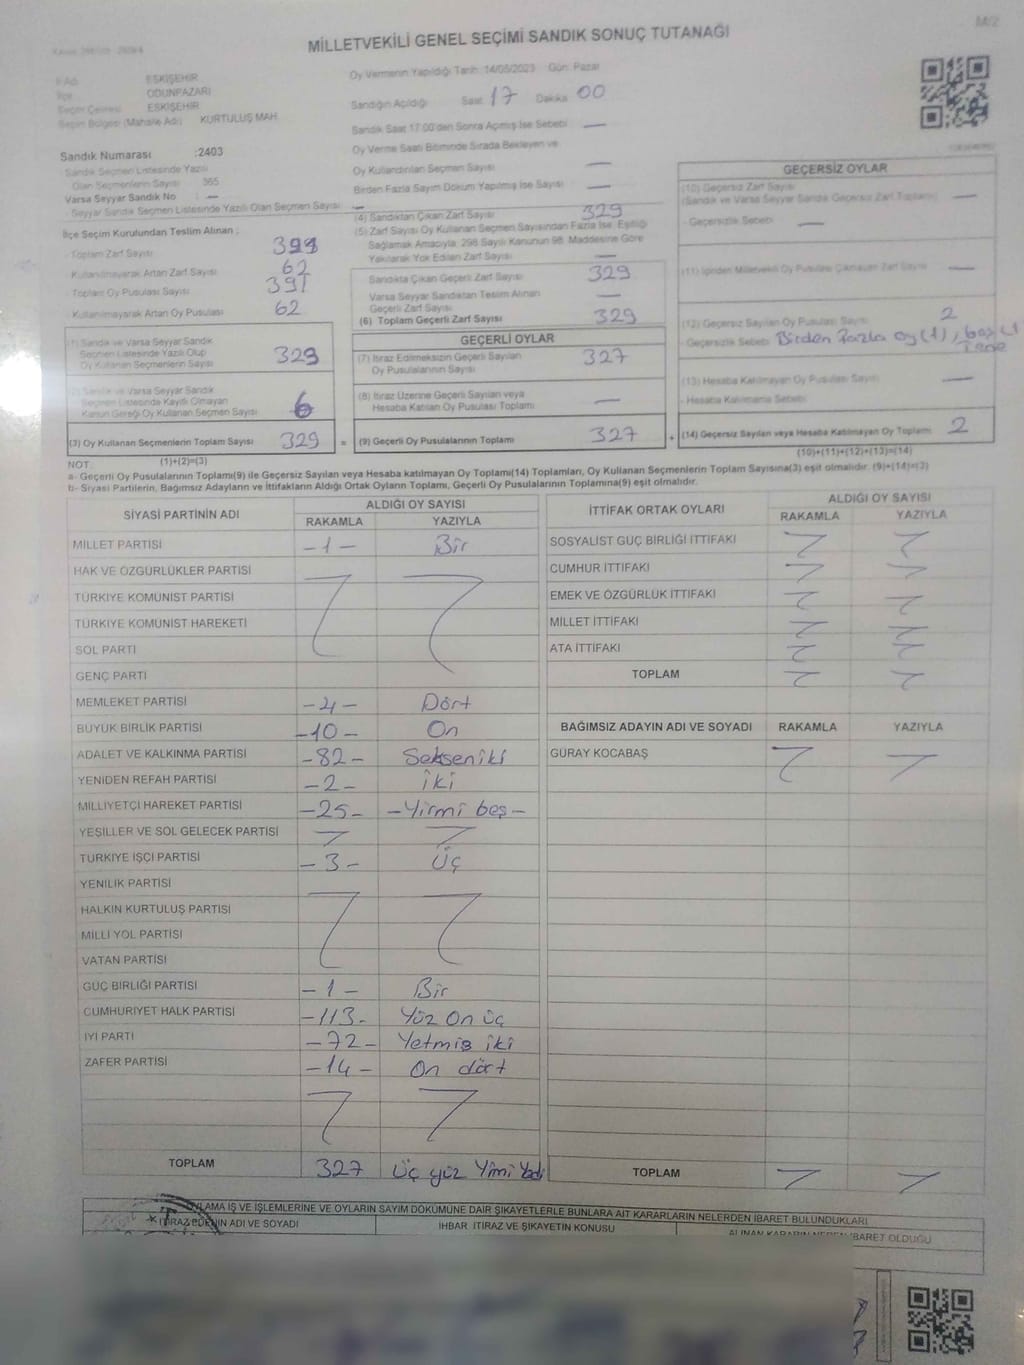 M/2
MİLLETVEKİLİ GENEL SEÇİMİ SANDIK SONUÇ TUTANAĞI
İl Adı : ESKİŞEHİR
İlçe ODUNPAZARI
Seçim Çevresi ESKİŞEHİR
Seçim Bölgesi (Mahalle Adı) KURTULUŞ MAH.
Oy Vermenin Yapıldığı Tarih :14/05/2023 Gün: Pazar
Sandığın Açıldığı Saat 17 Dakika 00
Sandık Saat 17.00'den Sonra Açılmış İse Sebebi —
Oy Verme Saati Bitiminde Sırada Bekleyen ve
Oy Kullandırılan Seçmen Sayısı —
Birden Fazla Sayım Döküm Yapılmış İse Sayısı —
Sandık Numarası :2403
Sandık Seçmen Listesinde Yazılı
Olan Seçmenlerin Sayısı 365
Varsa Seyyar Sandık No : —
- Seyyar Sandık Seçmen Listesinde Yazılı Olan Seçmen Sayısı: —
İlçe Seçim Kurulundan Teslim Alınan ;
- Toplam Zarf Sayısı 399
- Kullanılmayarak Artan Zarf Sayısı 62
- Toplam Oy Pusulası Sayısı 391
- Kullanılmayarak Artan Oy Pusulası 62
(1) Sandık ve Varsa Seyyar Sandık
Seçmen Listesinde Yazılı Olup
Oy Kullanan Seçmenlerin Sayısı 329
(2) Sandık ve Varsa Seyyar Sandık
Seçmen Listesinde Kayıtlı Olmayan
Kanun Gereği Oy Kullanan Seçmen Sayısı
(3) Oy Kullanan Seçmenlerin Toplam Sayısı 329 =
(1)+(2)=(3)
(4) Sandıktan Çıkan Zarf Sayısı 329
(5) Zarf Sayısı Oy Kullanan Seçmen Sayısından Fazla İse, Eşitliği
Sağlamak Amacıyla; 298 Sayılı Kanunun 98. Maddesine Göre
Yakılarak Yok Edilen Zarf Sayısı —
Sandıkta Çıkan Geçerli Zarf Sayısı 329
Varsa Seyyar Sandıktan Teslim Alınan
Geçerli Zarf Sayısı —
(6) Toplam Geçerli Zarf Sayısı 329
GEÇERLİ OYLAR
(7) İtiraz Edilmeksizin Geçerli Sayılan
Oy Pusulalarının Sayısı 327
(8) İtiraz Üzerine Geçerli Sayılan veya
Hesaba Katılan Oy Pusulası Toplamı —
(9) Geçerli Oy Pusulalarının Toplamı 327 +
GEÇERSİZ OYLAR
(10) Geçersiz Zarf Sayısı
(Sandık ve Varsa Seyyar Sandık Geçersiz Zarf Toplamı) —
- Geçersizlik Sebebi —
(11) İçinden Milletvekili Oy Pusulası Çıkmayan Zarf Sayısı —
(12) Geçersiz Sayılan Oy Pusulası Sayısı 2
- Geçersizlik Sebebi Birden Fazla oy (1),
(13) Hesaba Katılmayan Oy Pusulası Sayısı —
- Hesaba Katılmama Sebebi
(14) Geçersiz Sayılan veya Hesaba Katılmayan Oy Toplamı 2
(10)+(11)+(12)+(13)=(14)
NOT:
a- Geçerli Oy Pusulalarının Toplamı(9) ile Geçersiz Sayılan veya Hesaba katılmayan Oy Toplamı(14) Toplamları, Oy Kullanan Seçmenlerin Toplam Sayısına(3) eşit olmalıdır. (9)+(14)=(3)
b- Siyasi Partilerin, Bağımsız Adayların ve İttifakların Aldığı Ortak Oyların Toplamı, Geçerli Oy Pusulalarının Toplamına(9) eşit olmalıdır.
SİYASİ PARTİNİN ADI ALDIĞI OY SAYISI
RAKAMLA YAZIYLA
MİLLET PARTİSİ -1- Bir
HAK VE ÖZGÜRLÜKLER PARTİSİ
TÜRKİYE KOMÜNİST PARTİSİ
TÜRKİYE KOMÜNİST HAREKETİ
SOL PARTİ
GENÇ PARTİ
MEMLEKET PARTİSİ -4- Dört
BÜYÜK BİRLİK PARTİSİ -10- On
ADALET VE KALKINMA PARTİSİ -82- Sekseniki
YENİDEN REFAH PARTİSİ -2- iki
MİLLİYETÇİ HAREKET PARTİSİ -25- -Yirmi beş-
YEŞİLLER VE SOL GELECEK PARTİSİ
TÜRKİYE İŞÇİ PARTİSİ -3- Üç
YENİLİK PARTİSİ
HALKIN KURTULUŞ PARTİSİ
MİLLİ YOL PARTİSİ
VATAN PARTİSİ
GÜÇ BİRLİĞİ PARTİSİ -1- Bir
CUMHURİYET HALK PARTİSİ -113- Yüz On üç
İYİ PARTİ -72- Yetmiş iki
ZAFER PARTİSİ -14- On dört
TOPLAM 327 Üç yüz Yimi Yedi
İTTİFAK ORTAK OYLARI ALDIĞI OY SAYISI
RAKAMLA YAZIYLA
SOSYALİST GÜÇ BİRLİĞİ İTTİFAKI
CUMHUR İTTİFAKI
EMEK VE ÖZGÜRLÜK İTTİFAKI
MİLLET İTTİFAKI
ATA İTTİFAKI
TOPLAM
BAĞIMSIZ ADAYIN ADI VE SOYADI RAKAMLA YAZIYLA
GÜRAY KOCABAŞ
TOPLAM
İŞ VE İŞLEMLERİNE VE OYLARIN SAYIM DÖKÜMÜNE DAİR ŞİKAYETLERLE BUNLARA AİT KARARLARIN NELERDEN İBARET BULUNDUKLARI
ADI VE SOYADI İHBAR İTİRAZ VE ŞİKAYETİN KONUSU ALINAN KARARIN NEDEN İBARET OLDUĞU